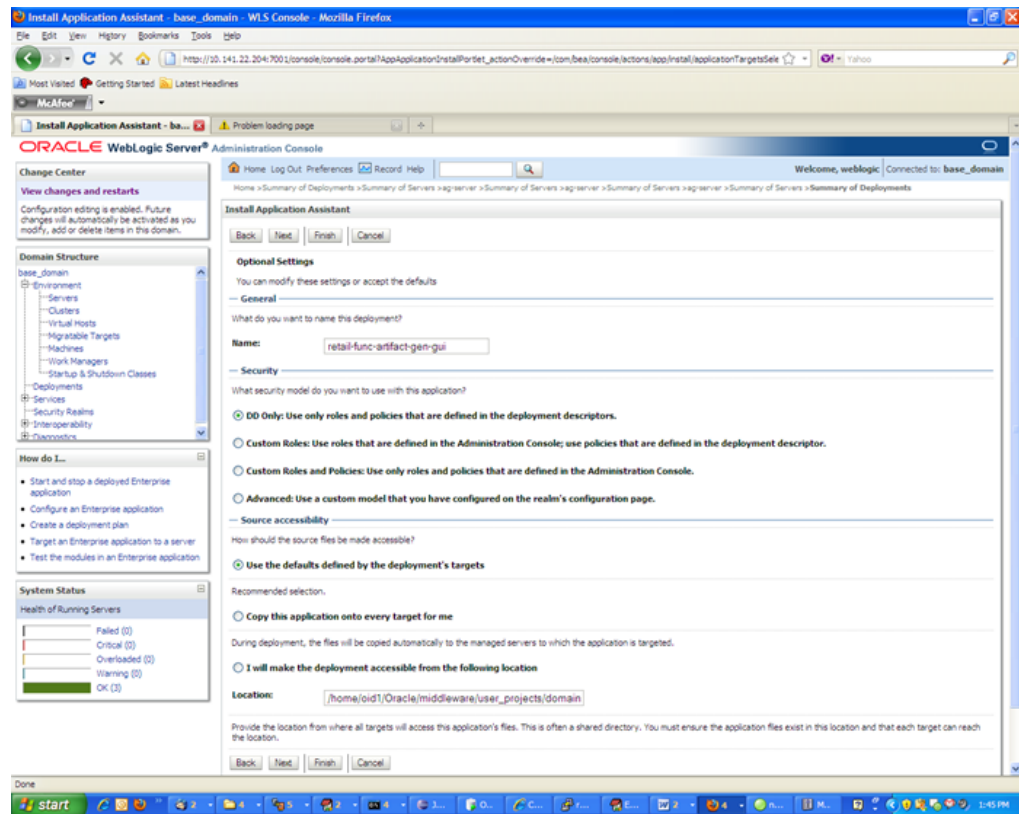 Install Application Assistant - base_domain - WLS Console - Mozilla Firefox
File Edit View History Bookmarks Tools Help
http://10.141.22.204:7001/console/console.portal?AppApplicationInstallPortlet_actionOverride=/com/bea/console/actions/app/install/applicationTargetsSele
Yahoo
Most Visited Getting Started Latest Headlines
McAfee
Install Application Assistant - ba...
Problem loading page
ORACLE WebLogic Server® Administration Console
Change Center
View changes and restarts
Configuration editing is enabled. Future
changes will automatically be activated as you
modify, add or delete items in this domain.
Domain Structure
base_domain
Environment
Servers
Clusters
Virtual Hosts
Migratable Targets
Machines
Work Managers
Startup & Shutdown Classes
Deployments
Services
Security Realms
Interoperability
Diagnostics
How do I...
Start and stop a deployed Enterprise
application
Configure an Enterprise application
Create a deployment plan
Target an Enterprise application to a server
Test the modules in an Enterprise application
System Status
Health of Running Servers
Failed (0)
Critical (0)
Overloaded (0)
Warning (0)
OK (3)
Home Log Out Preferences Record Help
Welcome, weblogic Connected to: base_domain
Home >Summary of Deployments >Summary of Servers >ag-server >Summary of Servers >ag-server >Summary of Servers >ag-server >Summary of Servers >Summary of Deployments
Install Application Assistant
Back Next Finish Cancel
Optional Settings
You can modify these settings or accept the defaults
General
What do you want to name this deployment?
Name: retail-func-artifact-gen-gui
Security
What security model do you want to use with this application?
DD Only: Use only roles and policies that are defined in the deployment descriptors.
Custom Roles: Use roles that are defined in the Administration Console; use policies that are defined in the deployment descriptor.
Custom Roles and Policies: Use only roles and policies that are defined in the Administration Console.
Advanced: Use a custom model that you have configured on the realm's configuration page.
Source accessibility
How should the source files be made accessible?
Use the defaults defined by the deployment's targets
Recommended selection.
Copy this application onto every target for me
During deployment, the files will be copied automatically to the managed servers to which the application is targeted.
I will make the deployment accessible from the following location
Location: /home/oid1/Oracle/middleware/user_projects/domain
Provide the location from where all targets will access this application's files. This is often a shared directory. You must ensure the application files exist in this location and that each target can reach
the location.
Back Next Finish Cancel
Done
start 2 4 5 2 4 J... O... C... r... E... 2 4 n... M... 1:45 PM